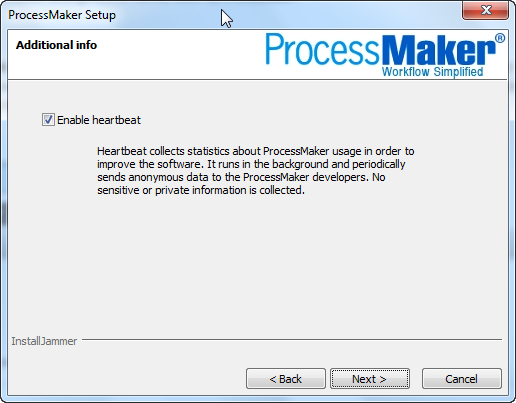 ProcessMaker Setup
Additional info
ProcessMaker®
Workflow Simplified
Enable heartbeat
Heartbeat collects statistics about ProcessMaker usage in order to
improve the software. It runs in the background and periodically
sends anonymous data to the ProcessMaker developers. No
sensitive or private information is collected.
InstallJammer
< Back
Next >
Cancel